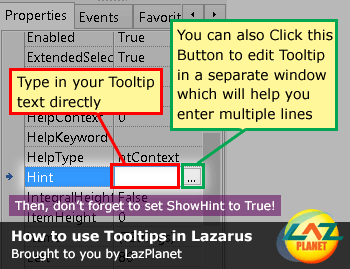 Properties
Events
Favorit
Enabled True
ExtendedSelec True
You can also Click this
Button to edit Tooltip
in a separate window
which will help you
enter multiple lines
Type in your Tooltip
text directly
HelpContext 0
HelpKeyword
HelpType htContext
Hint
...
IntegralHeight False
ItemHeight 0
Then, don't forget to set ShowHint to True!
How to use Tooltips in Lazarus
Brought to you by LazPlanet
LAZ
PLANET